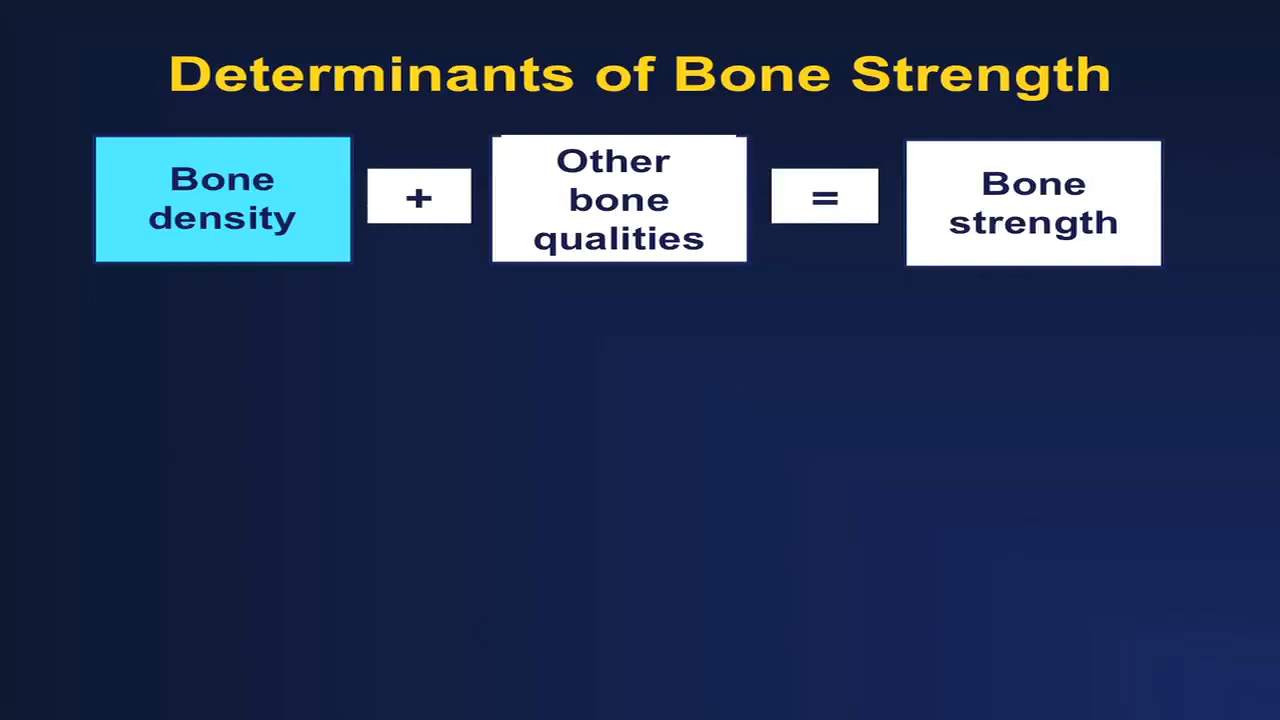 Determinants of Bone Strength
Bone
density
+
Other
bone
qualities
=
Bone
strength